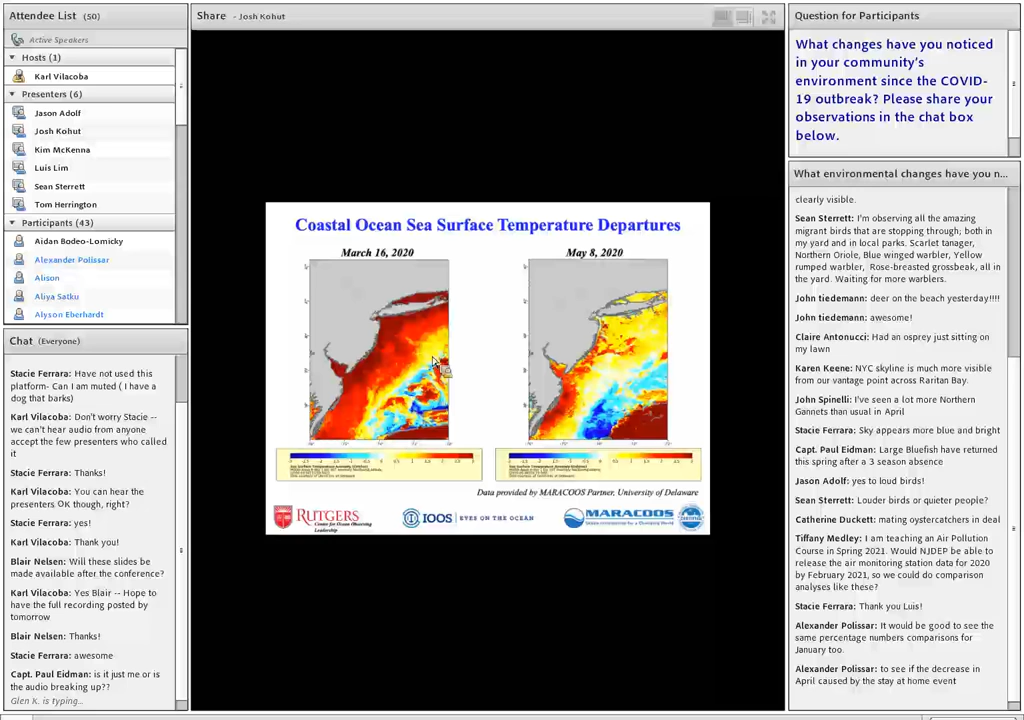 Attendee List (50)
Active Speakers
Hosts (1)
Karl Vilacoba
Presenters (6)
Jason Adolf
Josh Kohut
Kim McKenna
Luis Lim
Sean Sterrett
Tom Herrington
Participants (43)
Aidan Bodeo-Lomicky
Alexander Polissar
Alison
Aliya Satku
Alyson Eberhardt
Chat (Everyone)
Stacie Ferrara: Have not used this
platform- Can I am muted ( I have a
dog that barks)
Karl Vilacoba: Don't worry Stacie --
we can't hear audio from anyone
accept the few presenters who called
it
Stacie Ferrara: Thanks!
Karl Vilacoba: You can hear the
presenters OK though, right?
Stacie Ferrara: yes!
Karl Vilacoba: Thank you!
Blair Nelsen: Will these slides be
made available after the conference?
Karl Vilacoba: Yes Blair -- Hope to
have the full recording posted by
tomorrow
Blair Nelsen: Thanks!
Stacie Ferrara: awesome
Capt. Paul Eidman: is it just me or is
the audio breaking up??
Glen K. is typing...
Share - Josh Kohut
Coastal Ocean Sea Surface Temperature Departures
March 16, 2020
May 8, 2020
Data provided by MARACOOS Partner, University of Delaware
RUTGERS
Center for Ocean Observing
Leadership
IOOS | EYES ON THE OCEAN
MARACOOS
Question for Participants
What changes have you noticed
in your community's
environment since the COVID-
19 outbreak? Please share your
observations in the chat box
below.
What environmental changes have you n...
clearly visible.
Sean Sterrett: I'm observing all the amazing
migrant birds that are stopping through; both in
my yard and in local parks. Scarlet tanager,
Northern Oriole, Blue winged warbler, Yellow
rumped warbler, Rose-breasted grossbeak, all in
the yard. Waiting for more warblers.
John tiedemann: deer on the beach yesterday!!!!
John tiedemann: awesome!
Claire Antonucci: Had an osprey just sitting on
my lawn
Karen Keene: NYC skyline is much more visible
from our vantage point across Raritan Bay.
John Spinelli: I've seen a lot more Northern
Gannets than usual in April
Stacie Ferrara: Sky appears more blue and bright
Capt. Paul Eidman: Large Bluefish have returned
this spring after a 3 season absence
Jason Adolf: yes to loud birds!
Sean Sterrett: Louder birds or quieter people?
Catherine Duckett: mating oystercatchers in deal
Tiffany Medley: I am teaching an Air Pollution
Course in Spring 2021. Would NJDEP be able to
release the air monitoring station data for 2020
by February 2021, so we could do comparison
analyses like these?
Stacie Ferrara: Thank you Luis!
Alexander Polissar: It would be good to see the
same percentage numbers comparisons for
January too.
Alexander Polissar: to see if the decrease in
April caused by the stay at home event